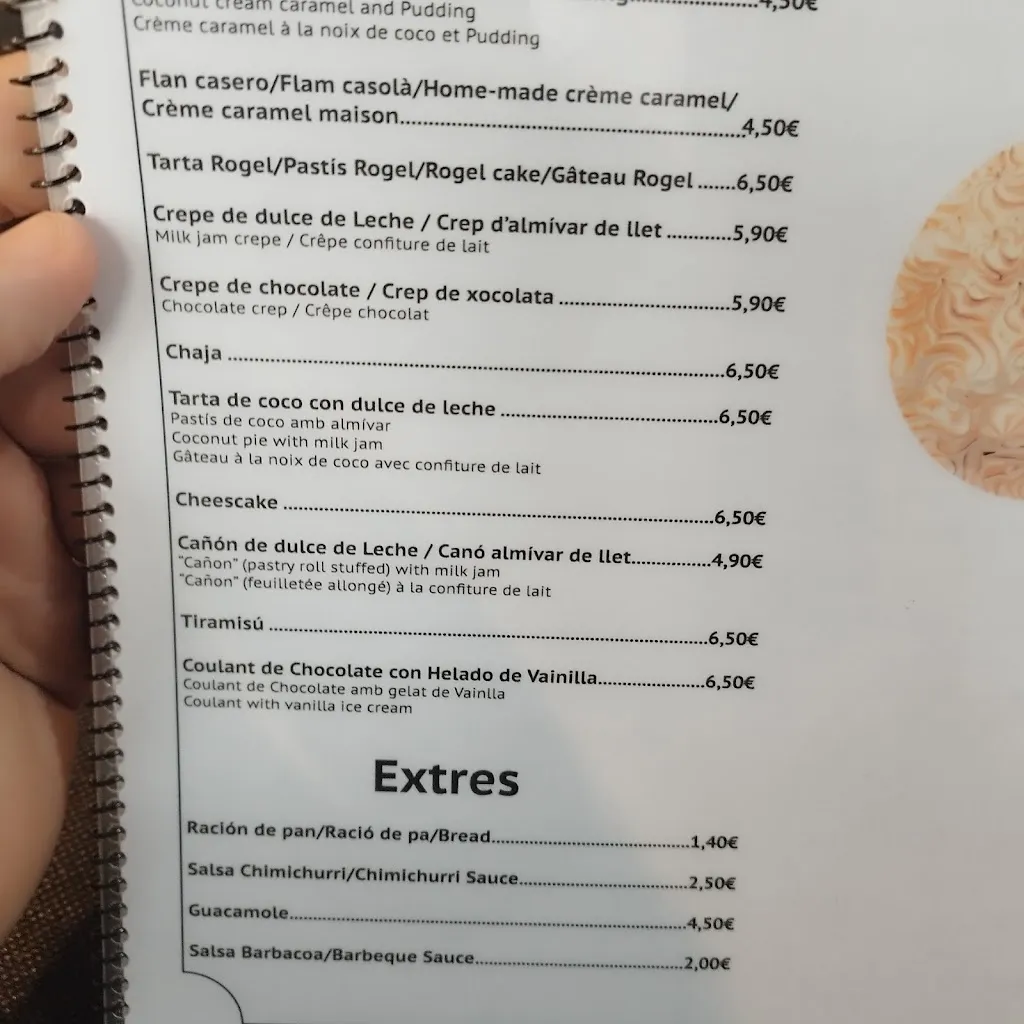 Coconut cream caramel and Pudding
4,50€
Crème caramel à la noix de coco et Pudding
Flan casero/Flam casolà/Home-made crème caramel/
Crème caramel maison 4,50€
Tarta Rogel/Pastís Rogel/Rogel cake/Gâteau Rogel 6,50€
Crepe de dulce de Leche / Crep d'almívar de llet 5,90€
Milk jam crepe / Crêpe confiture de lait
Crepe de chocolate / Crep de xocolata 5,90€
Chocolate crep / Crêpe chocolat
Chaja 6,50€
Tarta de coco con dulce de leche 6,50€
Pastís de coco amb almívar
Coconut pie with milk jam
Gâteau à la noix de coco avec confiture de lait
Cheescake 6,50€
Cañón de dulce de Leche / Canó almívar de llet 4,90€
"Cañon" (pastry roll stuffed) with milk jam
"Cañon" (feuilletée allongé) à la confiture de lait
Tiramisú 6,50€
Coulant de Chocolate con Helado de Vainilla 6,50€
Coulant de Chocolate amb gelat de Vainlla
Coulant with vanilla ice cream
Extres
Ración de pan/Ració de pa/Bread 1,40€
Salsa Chimichurri/Chimichurri Sauce 2,50€
Guacamole 4,50€
Salsa Barbacoa/Barbeque Sauce 2,00€